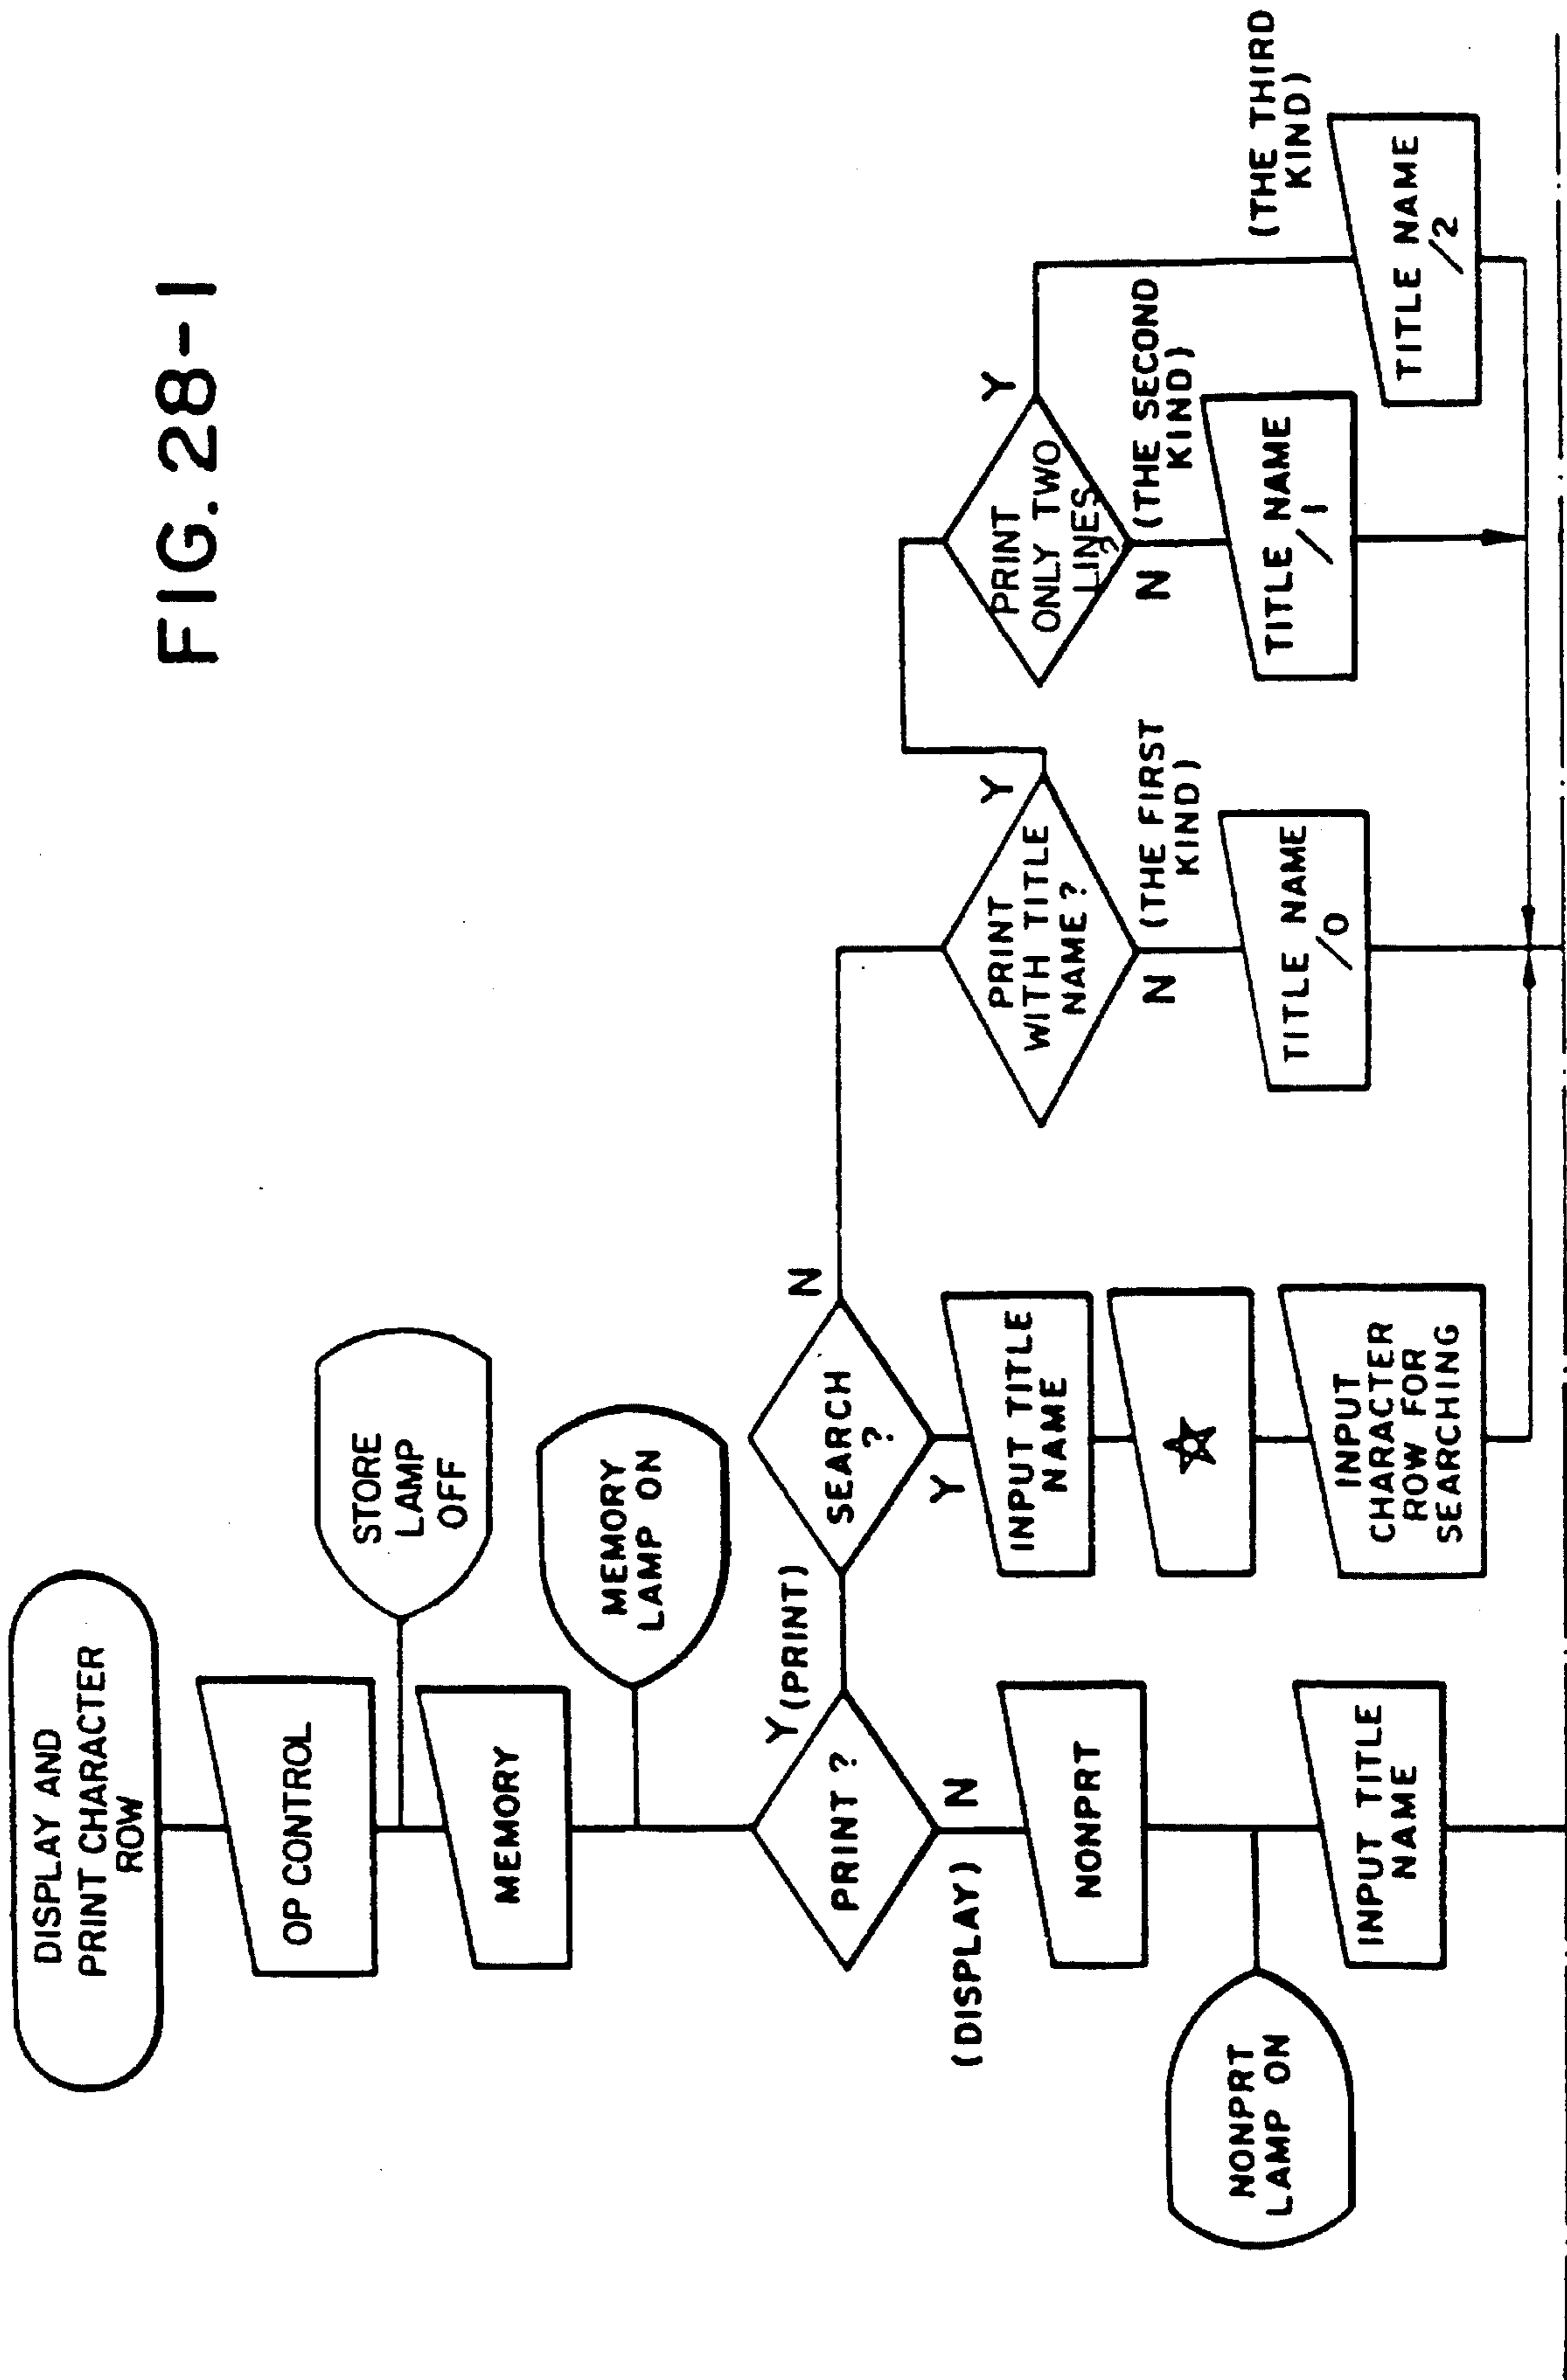 FIG. 28-1
DISPLAY AND
PRINT CHARACTER
ROW
OP CONTROL
STORE
LAMP
OFF
MEMORY
MEMORY
LAMP ON
PRINT ?
Y (PRINT)
N
(DISPLAY)
NONPRT
NONPRT
LAMP ON
INPUT TITLE
NAME
SEARCH
?
N
Y
INPUT TITLE
NAME
☆
INPUT
CHARACTER
ROW FOR
SEARCHING
PRINT
WITH TITLE
NAME ?
Y
N
(THE FIRST
KIND)
TITLE NAME
/0
PRINT
ONLY TWO
LINES
?
Y
N
(THE SECOND
KIND)
TITLE NAME
/1
(THE THIRD
KIND)
TITLE NAME
/2